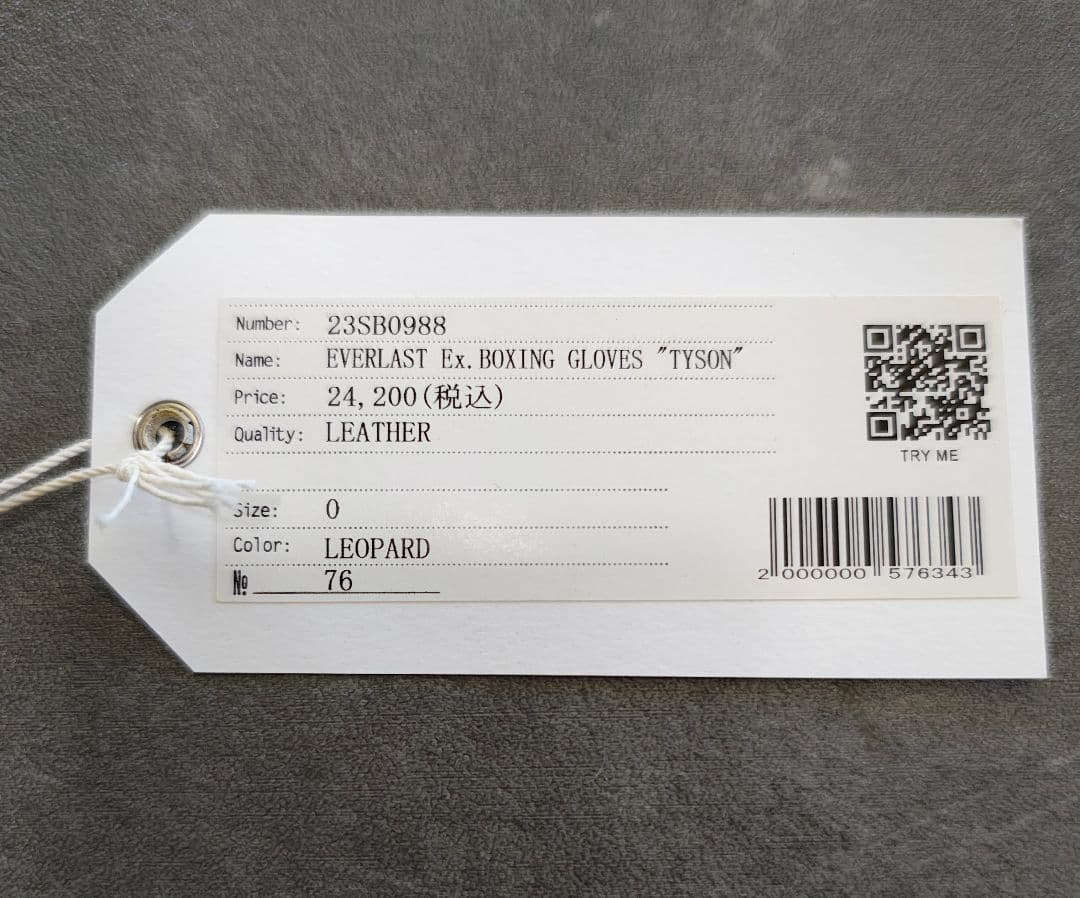 Number: 23SB0988
Name: EVERLAST Ex.BOXING GLOVES "TYSON"
Price: 24,200(税込)
Quality: LEATHER
TRY ME
Size: 0
Color: LEOPARD
№ 76
2 000000 576343